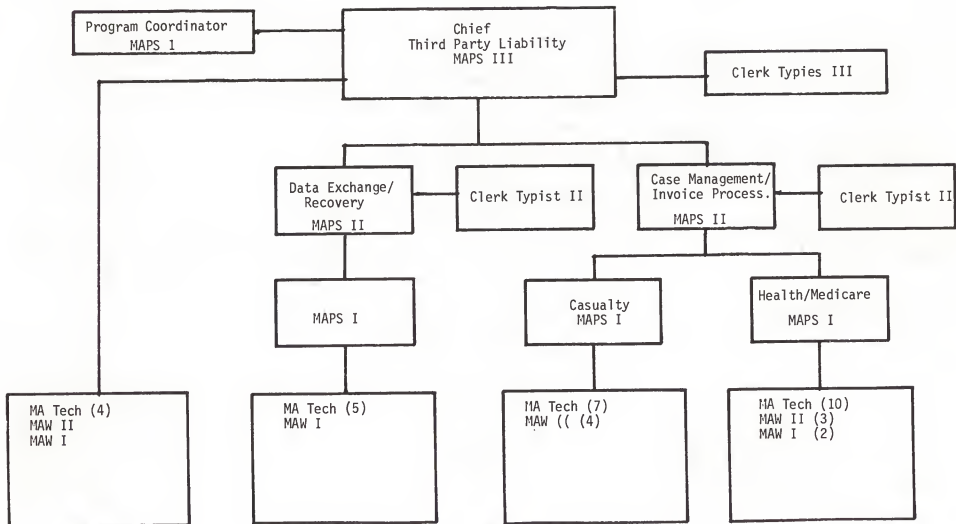 Program Coordinator
MAPS 1
Chief
Third Party Liability
MAPS III
Clerk Typies III
Data Exchange/
Recovery
MAPS II
Clerk Typist II
Case Management/
Invoice Process.
MAPS II
Clerk Typist II
MAPS I
Casualty
MAPS I
Health/Medicare
MAPS I
MA Tech (4)
MAW II
MAW I
MA Tech (5)
MAW I
MA Tech (7)
MAW (( (4)
MA Tech (10)
MAW II (3)
MAW I (2)